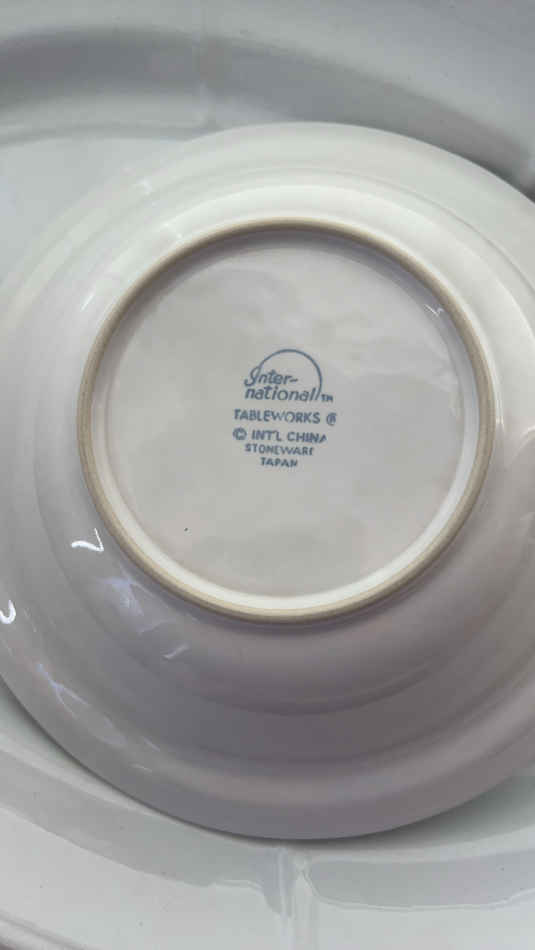 Inter-
national™
TABLEWORKS ®
© INT'L CHINA
STONEWARE
JAPAN